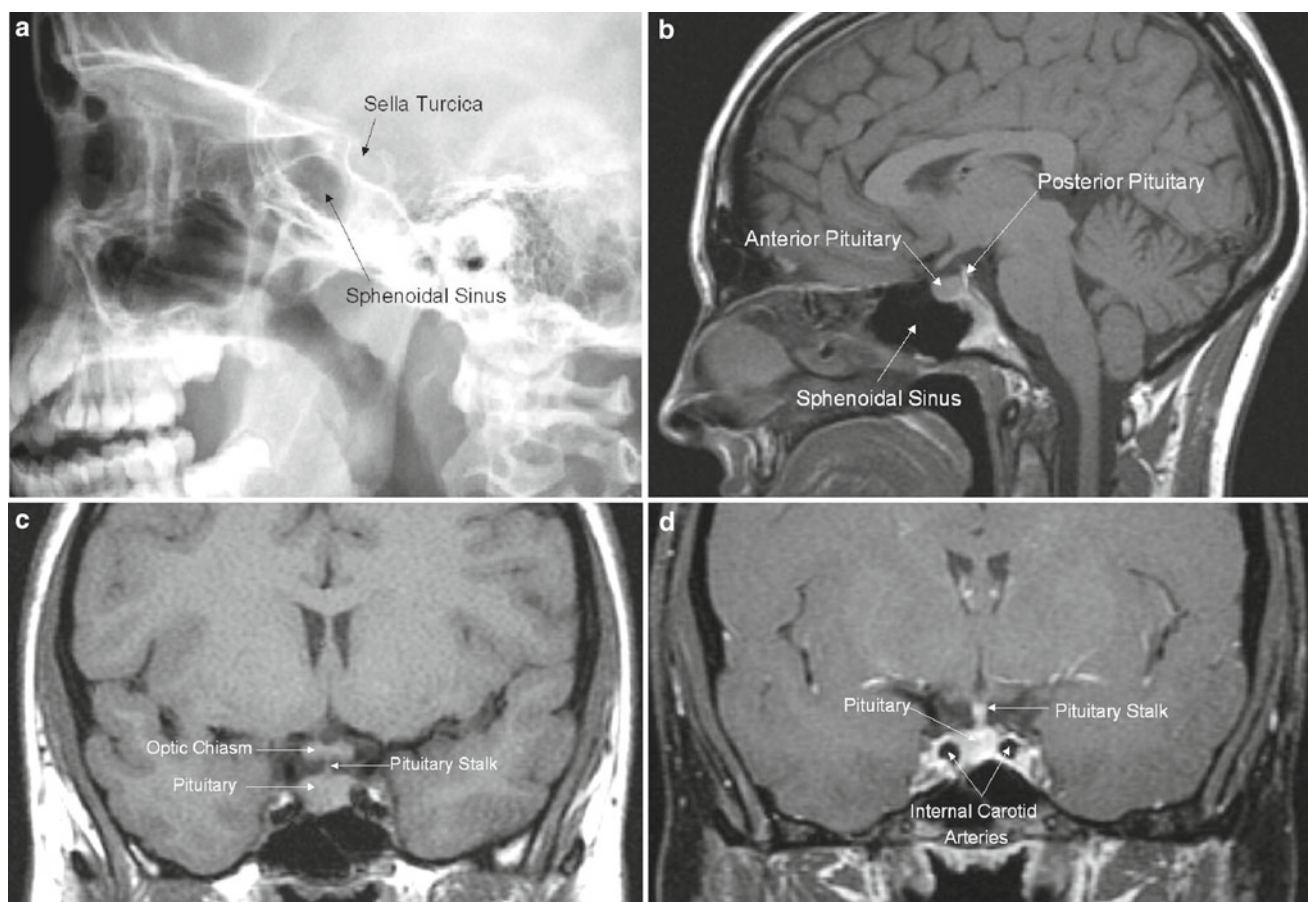 a
Sella Turcica
Sphenoidal Sinus
b
Posterior Pituitary
Anterior Pituitary
Sphenoidal Sinus
c
Optic Chiasm
Pituitary Stalk
Pituitary
d
Pituitary
Pituitary Stalk
Internal Carotid
Arteries